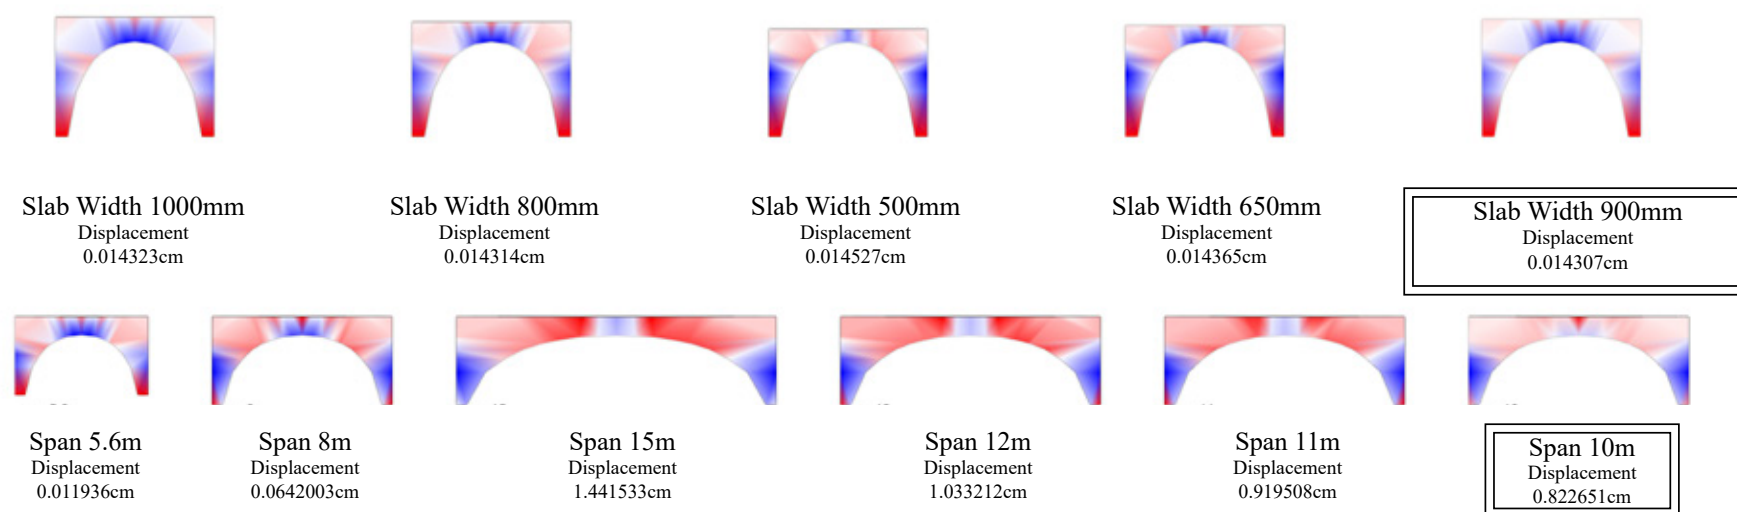 Slab Width 1000mm
Displacement
0.014323cm
Slab Width 800mm
Displacement
0.014314cm
Slab Width 500mm
Displacement
0.014527cm
Slab Width 650mm
Displacement
0.014365cm
Slab Width 900mm
Displacement
0.014307cm
Span 5.6m
Displacement
0.011936cm
Span 8m
Displacement
0.0642003cm
Span 15m
Displacement
1.441533cm
Span 12m
Displacement
1.033212cm
Span 11m
Displacement
0.919508cm
Span 10m
Displacement
0.822651cm